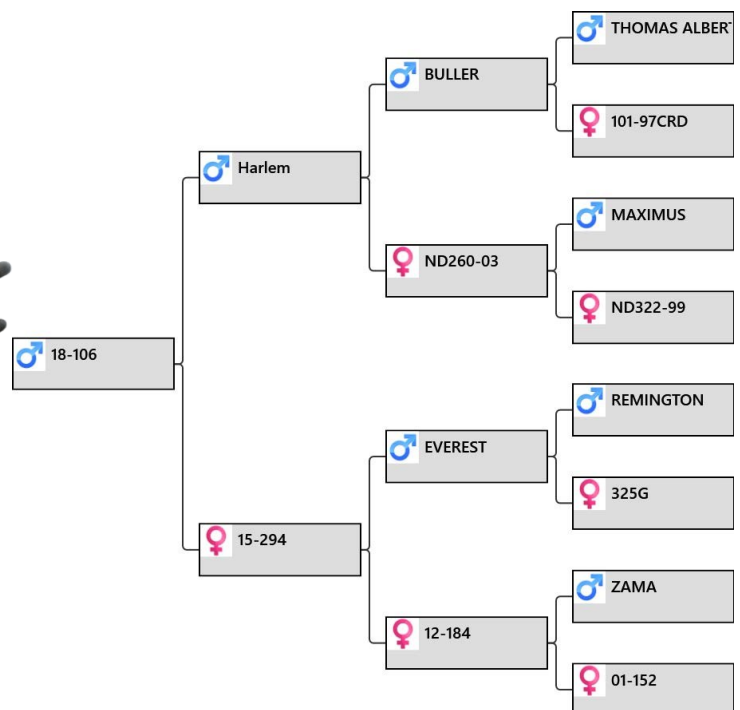 THOMAS ALBERT
BULLER
101-97CRD
Harlem
MAXIMUS
ND260-03
ND322-99
18-106
REMINGTON
EVEREST
325G
15-294
ZAMA
12-184
01-152